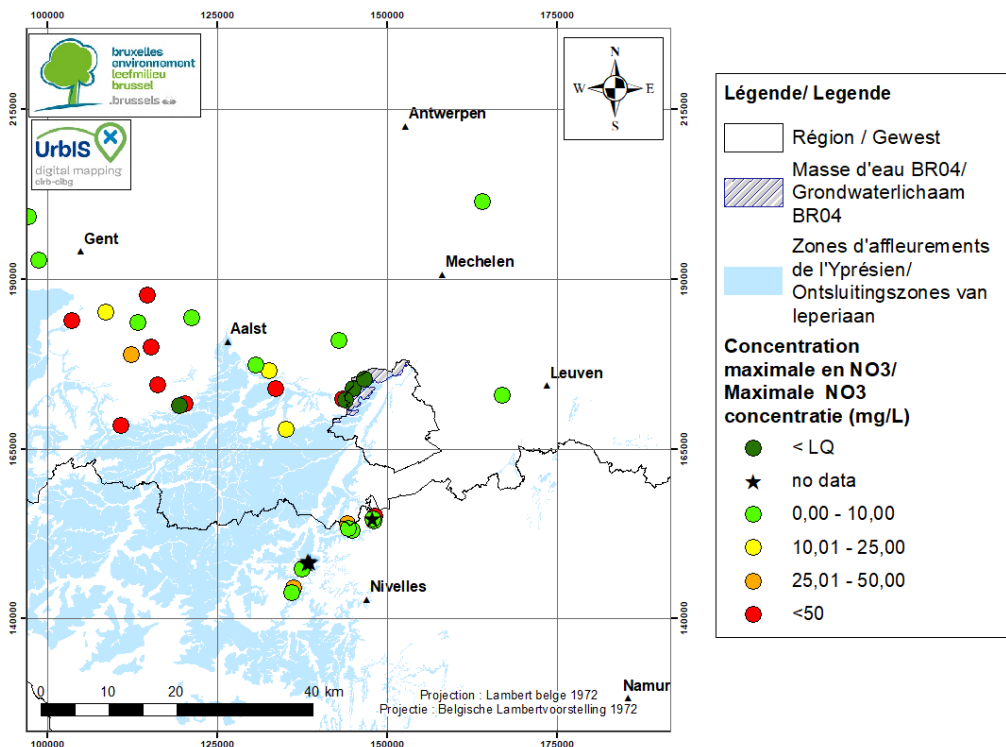 100000 125000 150000 175000
bruxelles
environnement
leefmilieu
brussel
.brussels
UrbIS
digital mapping
cirb-cibg
N
W E
S
215000 215000
Antwerpen
Gent
Mechelen
190000 190000
Aalst
Leuven
165000 165000
Nivelles
140000 140000
Namur
0 10 20 40 km
Projection : Lambert belge 1972
Projectie : Belgische Lambertvoorstelling 1972
100000 125000 150000 175000
Légende/ Legende
Région / Gewest
Masse d'eau BR04/
Grondwaterlichaam
BR04
Zones d'affleurements
de l'Yprésien/
Ontsluitingszones van
Ieperiaan
Concentration
maximale en NO3/
Maximale NO3
concentratie (mg/L)
< LQ
no data
0,00 - 10,00
10,01 - 25,00
25,01 - 50,00
<50